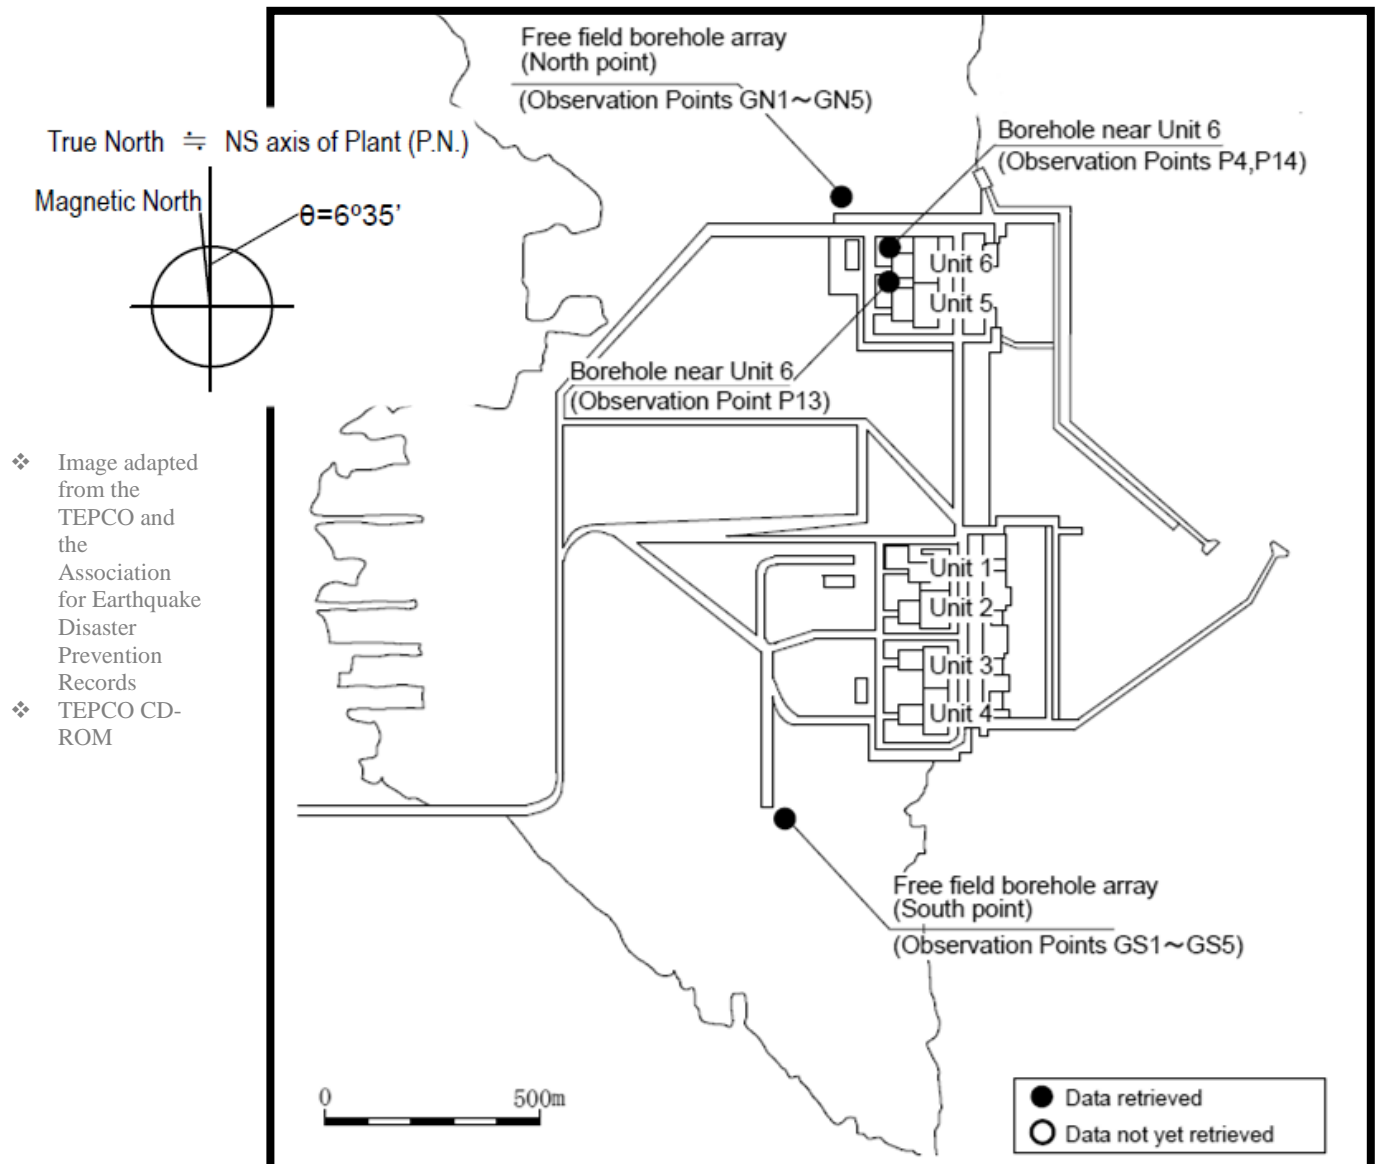 Free field borehole array
(North point)
(Observation Points GN1～GN5)
True North ≒ NS axis of Plant (P.N.)
Magnetic North
θ=6º35’
Borehole near Unit 6
(Observation Points P4,P14)
Unit 6
Unit 5
Borehole near Unit 6
(Observation Point P13)
❖ Image adapted
from the
TEPCO and
the
Association
for Earthquake
Disaster
Prevention
Records
❖ TEPCO CD-
ROM
Unit 1
Unit 2
Unit 3
Unit 4
Free field borehole array
(South point)
(Observation Points GS1～GS5)
0 500m
Data retrieved
Data not yet retrieved